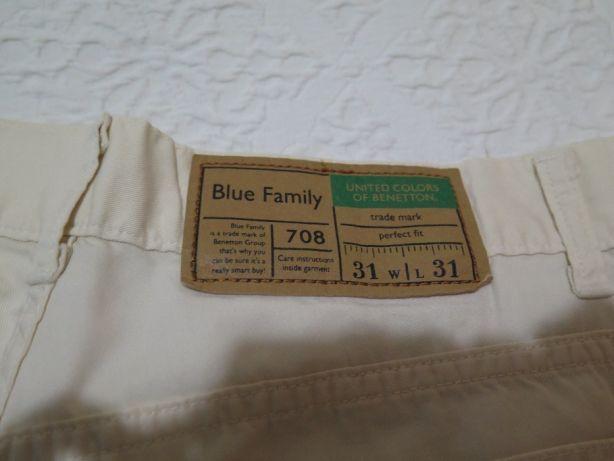 Blue Family
Blue Family
is a trade mark of
Benetton Group
that's why you
can be sure it's a
really smart buy!
708
Care instructions
inside garment
UNITED COLORS
OF BENETTON.
trade mark
perfect fit
31 W L 31